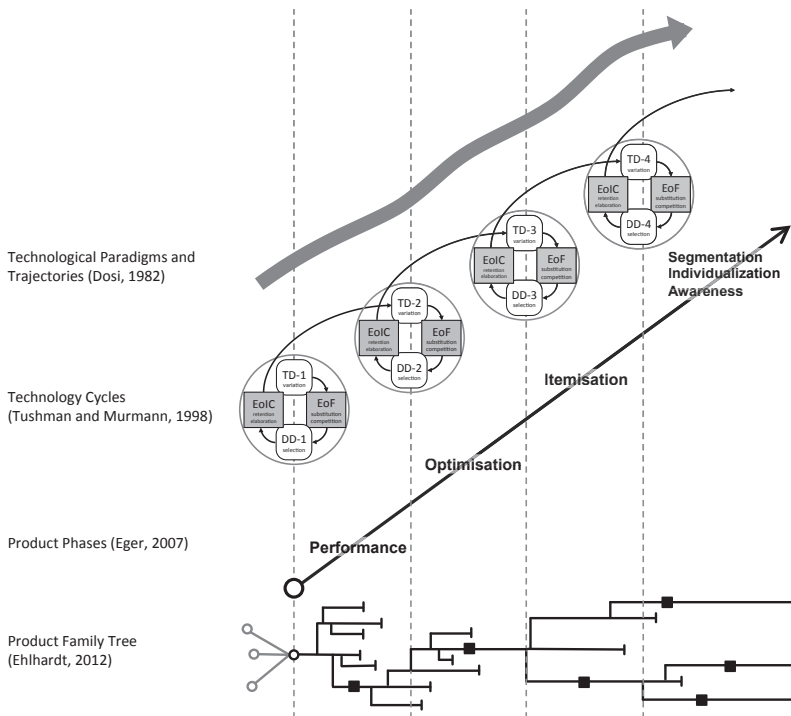 Technological Paradigms and
Trajectories (Dosi, 1982)
TD-4
variation
EoIC
retention
elaboration
EoF
substitution
competition
DD-4
selection
TD-3
variation
EoIC
retention
elaboration
EoF
substitution
competition
DD-3
selection
Segmentation
Individualization
Awareness
TD-2
variation
EoIC
retention
elaboration
EoF
substitution
competition
DD-2
selection
Technology Cycles
(Tushman and Murmann, 1998)
TD-1
variation
EoIC
retention
elaboration
EoF
substitution
competition
DD-1
selection
Itemisation
Optimisation
Product Phases (Eger, 2007)
Performance
Product Family Tree
(Ehlhardt, 2012)